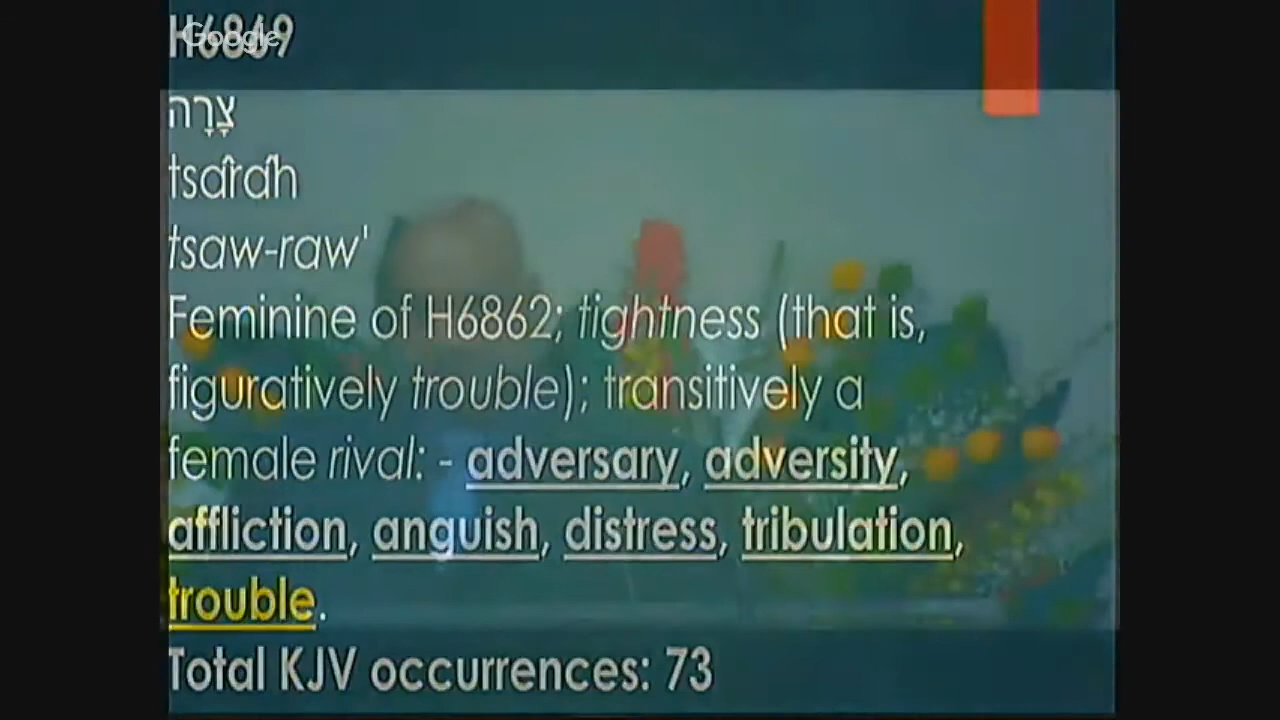 Google
H6869
צָרָה
tsârâh
tsaw-raw'
Feminine of H6862; tightness (that is,
figuratively trouble); transitively a
female rival: - adversary, adversity,
affliction, anguish, distress, tribulation,
trouble.
Total KJV occurrences: 73